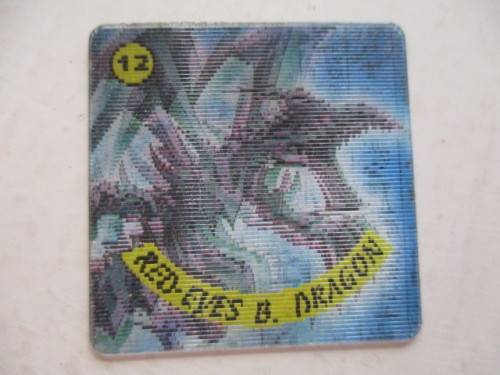 12
RED-EYES B. DRAGON